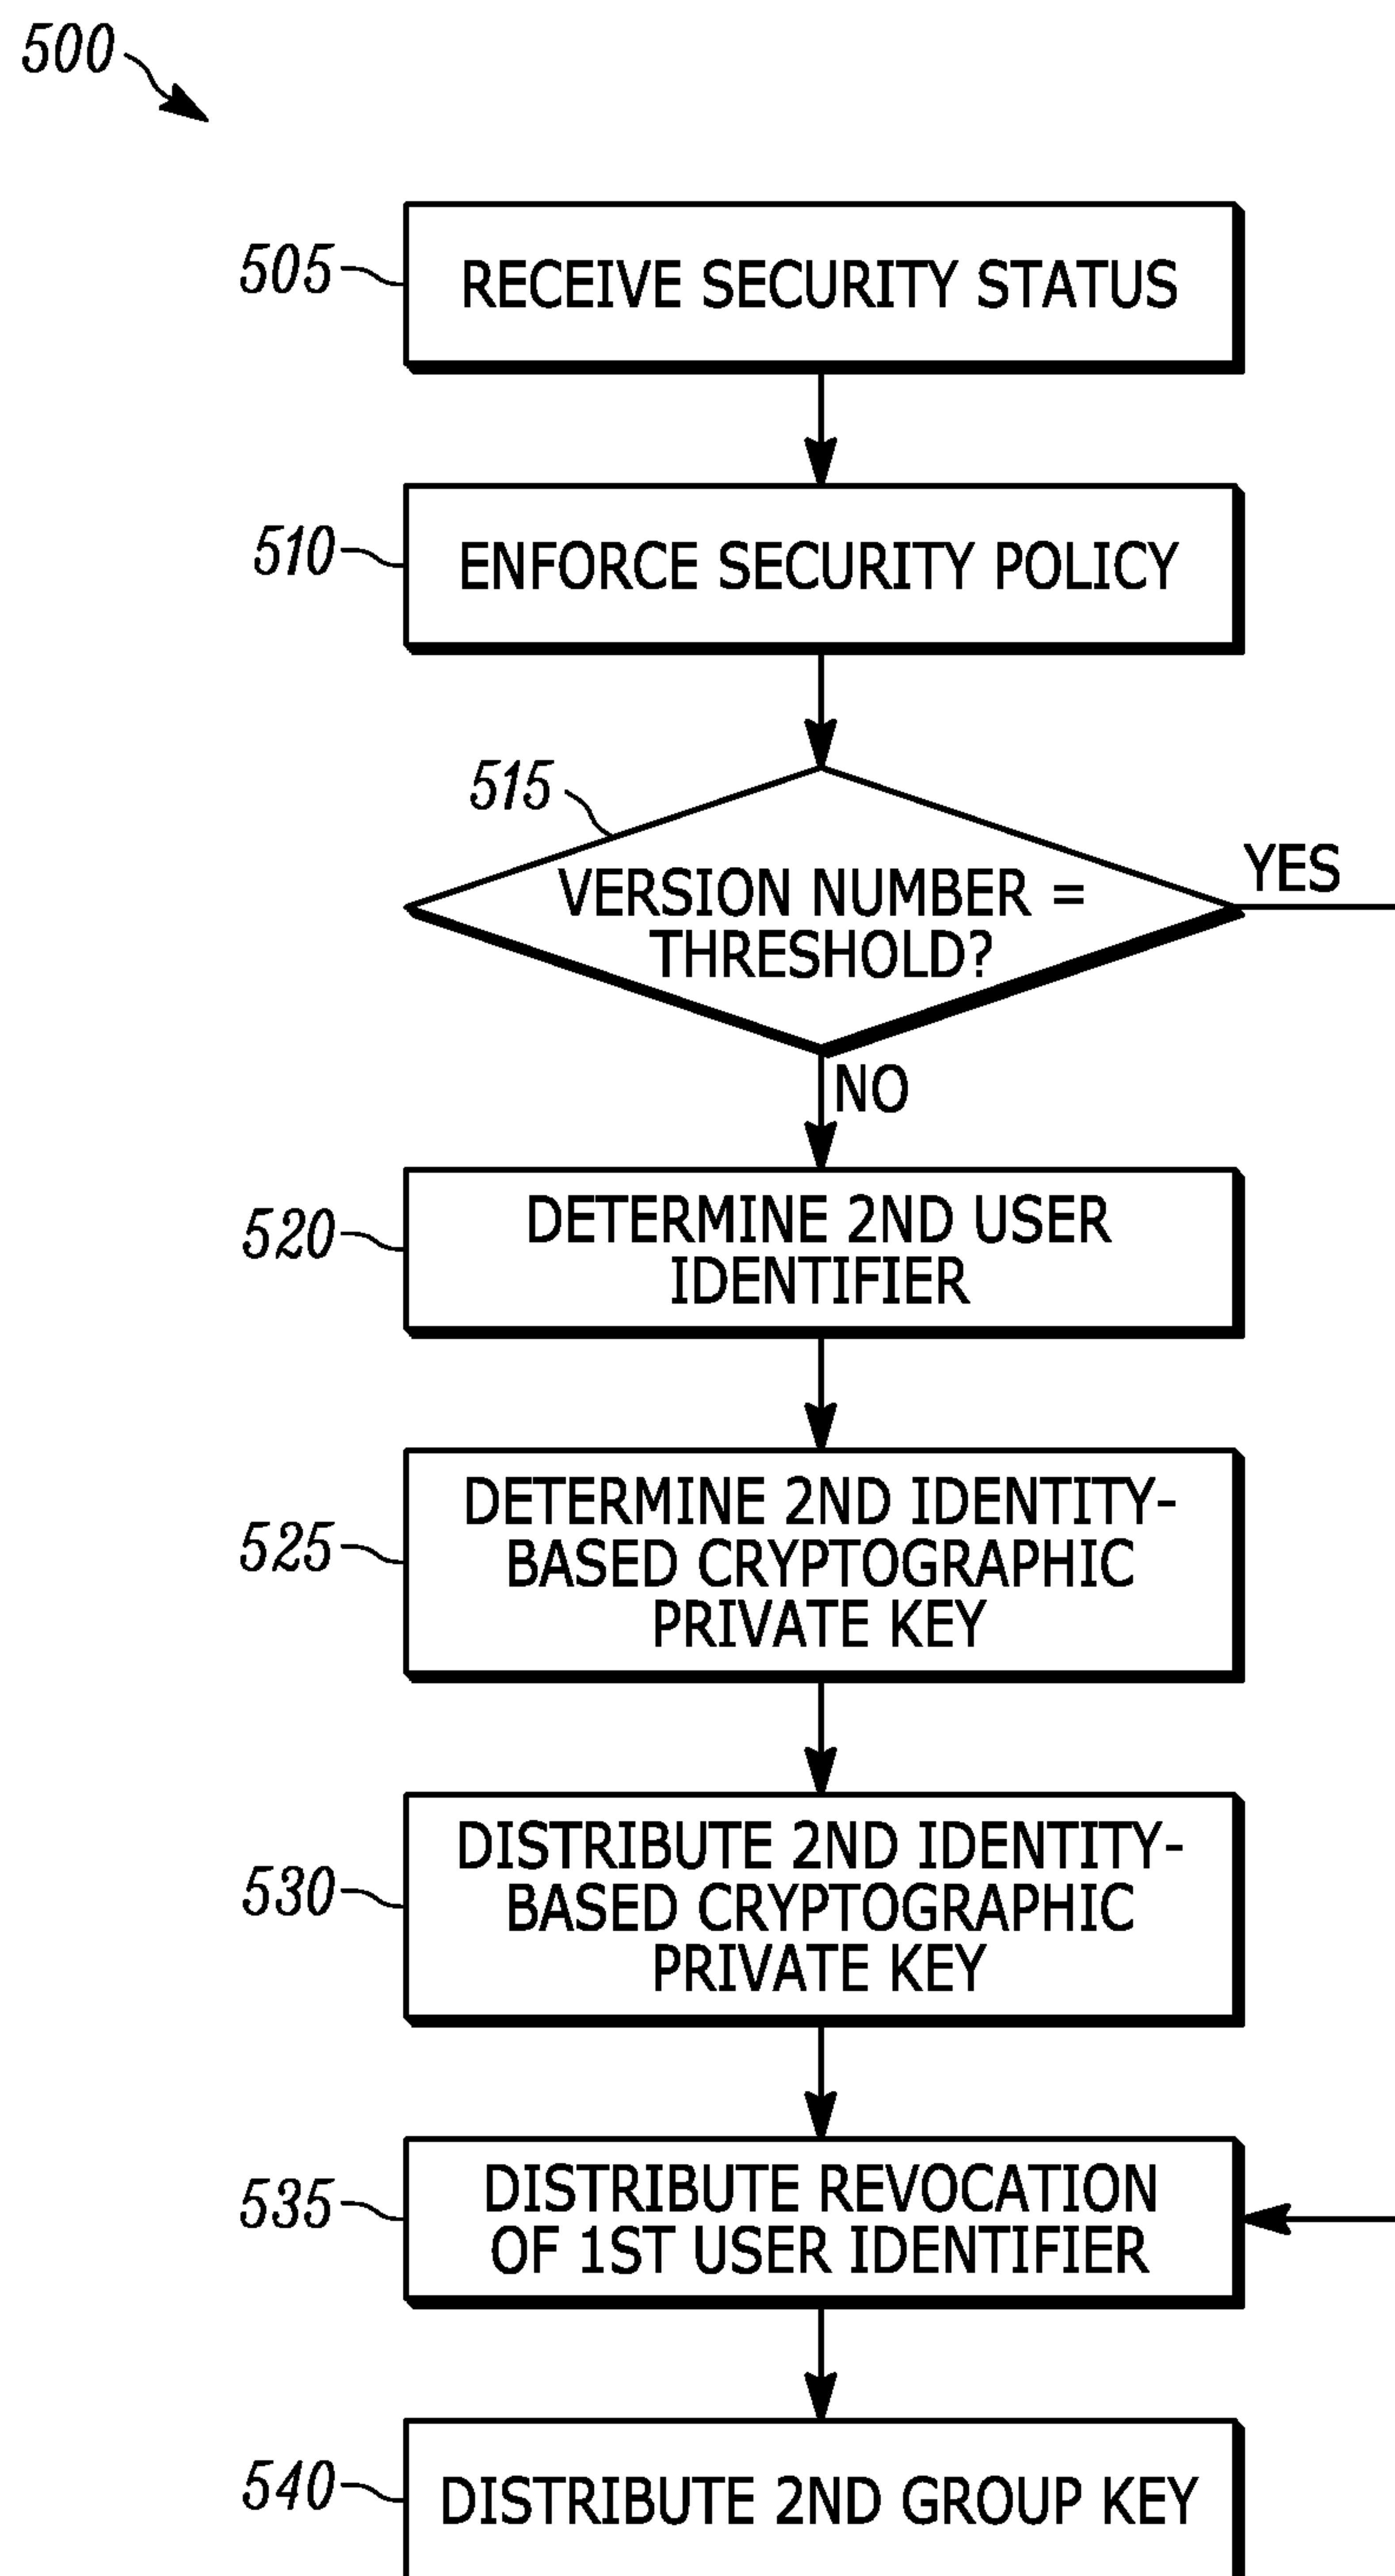 500
505
RECEIVE SECURITY STATUS
510
ENFORCE SECURITY POLICY
515
VERSION NUMBER =
THRESHOLD?
YES
NO
520
DETERMINE 2ND USER
IDENTIFIER
525
DETERMINE 2ND IDENTITY-
BASED CRYPTOGRAPHIC
PRIVATE KEY
530
DISTRIBUTE 2ND IDENTITY-
BASED CRYPTOGRAPHIC
PRIVATE KEY
535
DISTRIBUTE REVOCATION
OF 1ST USER IDENTIFIER
540
DISTRIBUTE 2ND GROUP KEY